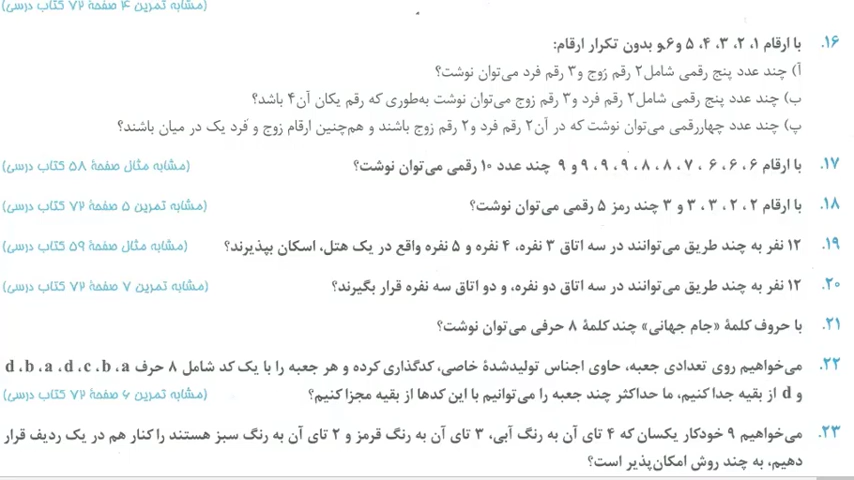 (مشابه تمرین ۴ صفحهٔ ۷۲ کتاب درسی)
۱۶. با ارقام ۱، ۲، ۳، ۴، ۵ و ۶ و بدون تکرار ارقام:
آ) چند عدد پنج رقمی شامل ۲ رقم زوج و ۳ رقم فرد می‌توان نوشت؟
ب) چند عدد پنج رقمی شامل ۲ رقم فرد و ۳ رقم زوج می‌توان نوشت به‌طوری که رقم یکان آن ۴ باشد؟
پ) چند عدد چهاررقمی می‌توان نوشت که در آن ۲ رقم فرد و ۲ رقم زوج باشند و هم‌چنین ارقام زوج و فرد یک در میان باشند؟
۱۷. با ارقام ۶، ۶، ۶، ۷، ۸، ۸، ۹، ۹، ۹ و ۹ چند عدد ۱۰ رقمی می‌توان نوشت؟ (مشابه مثال صفحهٔ ۵۸ کتاب درسی)
۱۸. با ارقام ۲، ۲، ۳، ۳ و ۳ چند رمز ۵ رقمی می‌توان نوشت؟ (مشابه تمرین ۵ صفحهٔ ۷۲ کتاب درسی)
۱۹. ۱۲ نفر به چند طریق می‌توانند در سه اتاق ۳ نفره، ۴ نفره و ۵ نفره واقع در یک هتل، اسکان بپذیرند؟ (مشابه مثال صفحهٔ ۵۹ کتاب درسی)
۲۰. ۱۲ نفر به چند طریق می‌توانند در سه اتاق دو نفره، و دو اتاق سه نفره قرار بگیرند؟ (مشابه تمرین ۷ صفحهٔ ۷۲ کتاب درسی)
۲۱. با حروف کلمهٔ «جام جهانی» چند کلمهٔ ۸ حرفی می‌توان نوشت؟
۲۲. می‌خواهیم روی تعدادی جعبه، حاوی اجناس تولیدشدهٔ خاصی، کدگذاری کرده و هر جعبه را با یک کد شامل ۸ حرف d ،b ،a ،d ،c ،b ،a
و d از بقیه جدا کنیم، ما حداکثر چند جعبه را می‌توانیم با این کدها از بقیه مجزا کنیم؟ (مشابه تمرین ۶ صفحهٔ ۷۲ کتاب درسی)
۲۳. می‌خواهیم ۹ خودکار یکسان که ۴ تای آن به رنگ آبی، ۳ تای آن به رنگ قرمز و ۲ تای آن به رنگ سبز هستند را کنار هم در یک ردیف قرار
دهیم، به چند روش امکان‌پذیر است؟